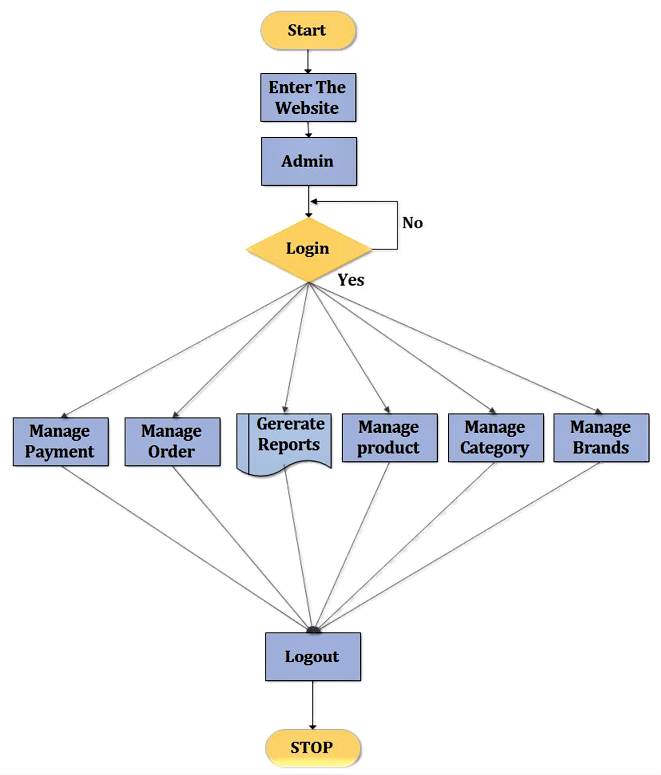 Start
Enter The
Website
Admin
No
Login
Yes
Manage
Payment
Manage
Order
Gererate
Reports
Manage
product
Manage
Category
Manage
Brands
Logout
STOP